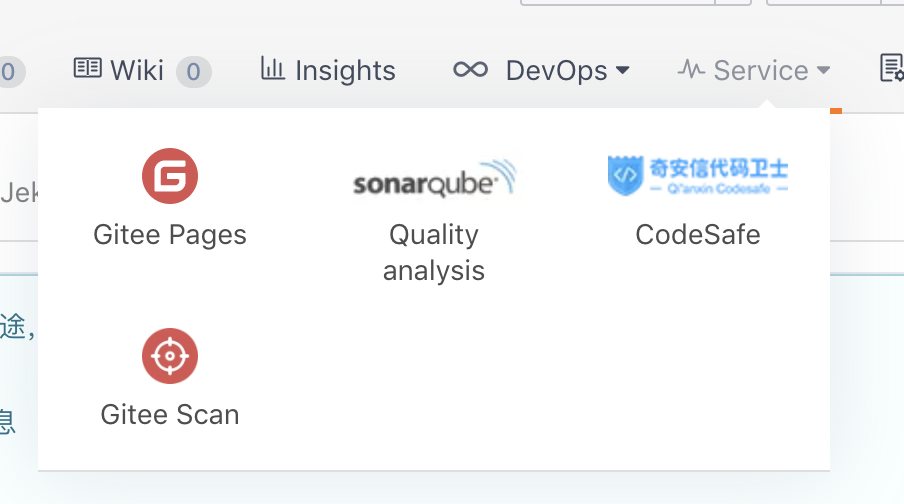 0
Wiki 0
Insights
DevOps
Service
Jek
sonarqube
奇安信代码卫士
Qi'anxin Codesafe
Gitee Pages
Quality
analysis
CodeSafe
途,
息
Gitee Scan